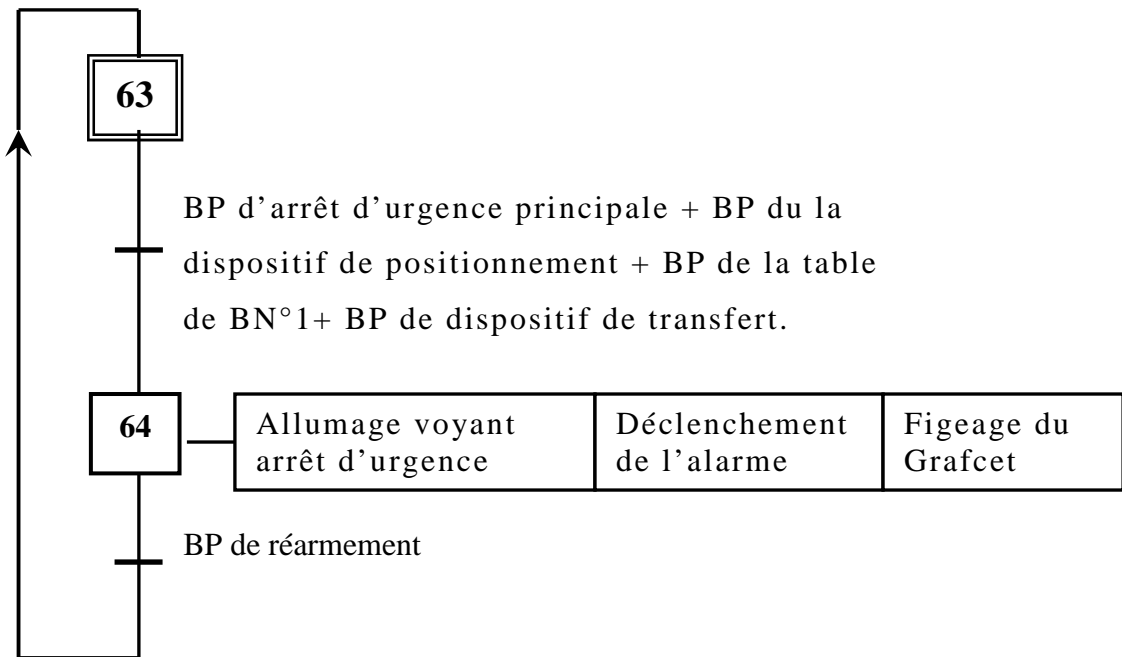 63
BP d'arrêt d'urgence principale + BP du la
dispositif de positionnement + BP de la table
de BN°1+ BP de dispositif de transfert.
64
Allumage voyant
arrêt d'urgence
Déclenchement
de l'alarme
Figeage du
Grafcet
BP de réarmement